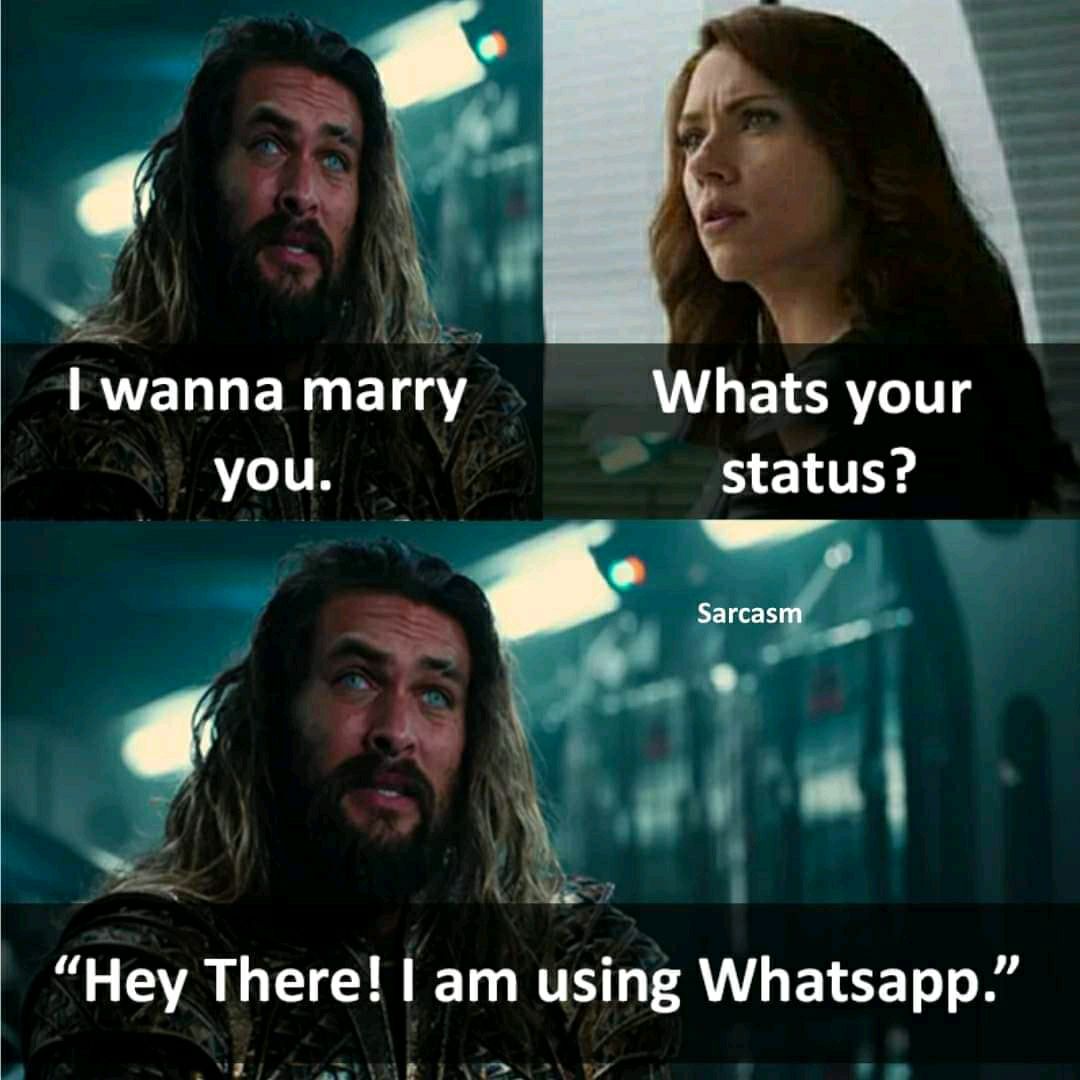 I wanna marry
you.
Whats your
status?
Sarcasm
“Hey There! I am using Whatsapp.”